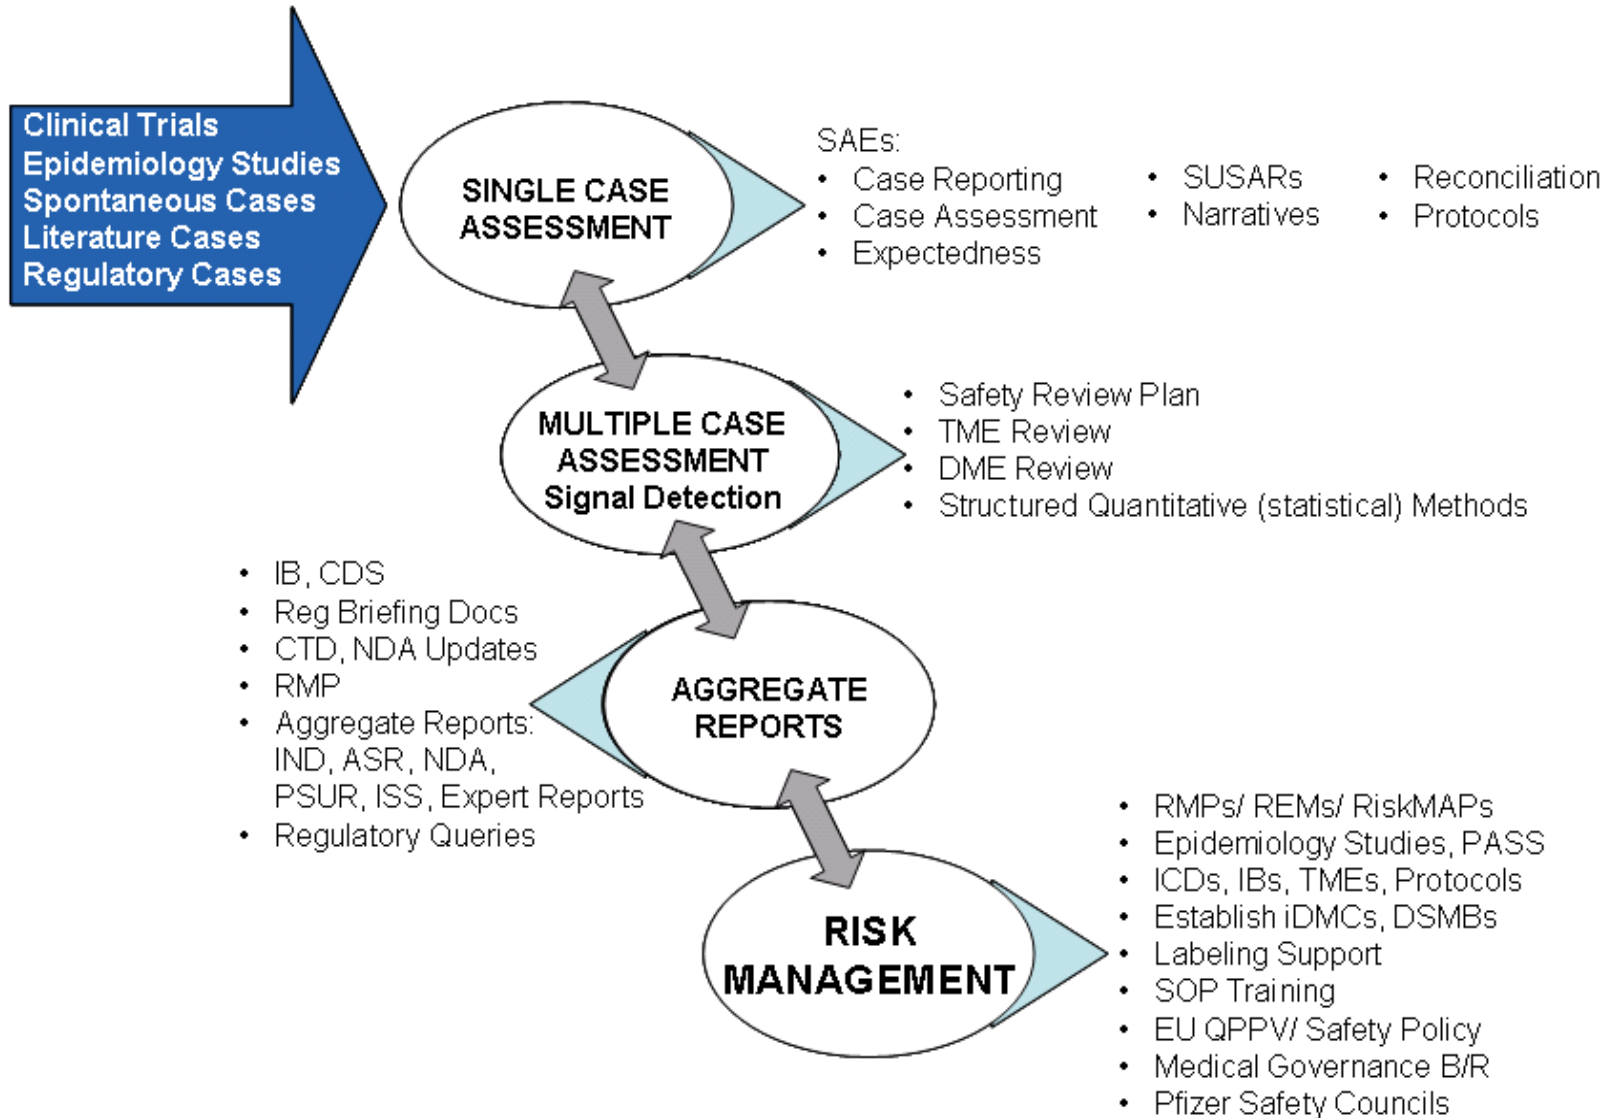 Clinical Trials
Epidemiology Studies
Spontaneous Cases
Literature Cases
Regulatory Cases
SINGLE CASE
ASSESSMENT
SAEs:
• Case Reporting
• Case Assessment
• Expectedness
• SUSARs
• Narratives
• Reconciliation
• Protocols
MULTIPLE CASE
ASSESSMENT
Signal Detection
• Safety Review Plan
• TME Review
• DME Review
• Structured Quantitative (statistical) Methods
• IB, CDS
• Reg Briefing Docs
• CTD, NDA Updates
• RMP
• Aggregate Reports:
IND, ASR, NDA,
PSUR, ISS, Expert Reports
• Regulatory Queries
AGGREGATE
REPORTS
RISK
MANAGEMENT
• RMPs/ REMs/ RiskMAPs
• Epidemiology Studies, PASS
• ICDs, IBs, TMEs, Protocols
• Establish iDMCs, DSMBs
• Labeling Support
• SOP Training
• EU QPPV/ Safety Policy
• Medical Governance B/R
• Pfizer Safety Councils